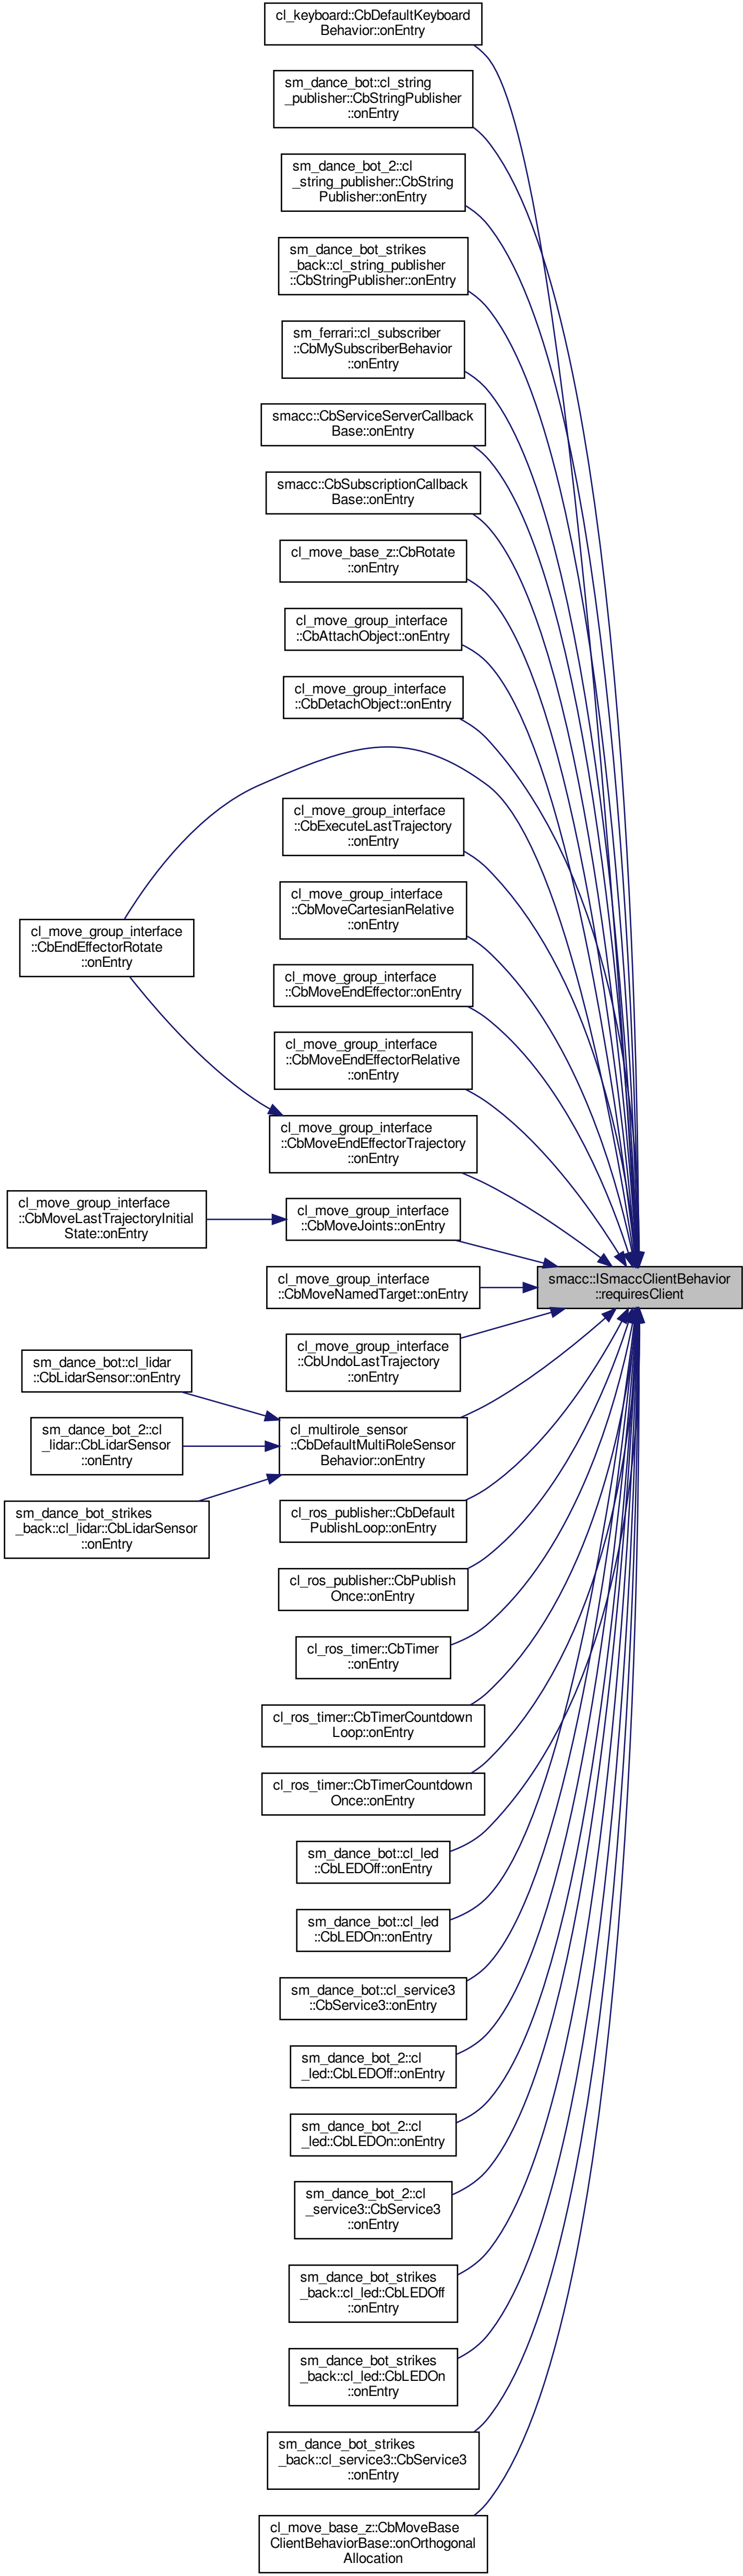 cl_keyboard::CbDefaultKeyboard
Behavior::onEntry
sm_dance_bot::cl_string
_publisher::CbStringPublisher
::onEntry
sm_dance_bot_2::cl
_string_publisher::CbString
Publisher::onEntry
sm_dance_bot_strikes
_back::cl_string_publisher
::CbStringPublisher::onEntry
sm_ferrari::cl_subscriber
::CbMySubscriberBehavior
::onEntry
smacc::CbServiceServerCallback
Base::onEntry
smacc::CbSubscriptionCallback
Base::onEntry
cl_move_base_z::CbRotate
::onEntry
cl_move_group_interface
::CbAttachObject::onEntry
cl_move_group_interface
::CbDetachObject::onEntry
cl_move_group_interface
::CbExecuteLastTrajectory
::onEntry
cl_move_group_interface
::CbMoveCartesianRelative
::onEntry
cl_move_group_interface
::CbEndEffectorRotate
::onEntry
cl_move_group_interface
::CbMoveEndEffector::onEntry
cl_move_group_interface
::CbMoveEndEffectorRelative
::onEntry
cl_move_group_interface
::CbMoveEndEffectorTrajectory
::onEntry
cl_move_group_interface
::CbMoveLastTrajectoryInitial
State::onEntry
cl_move_group_interface
::CbMoveJoints::onEntry
smacc::ISmaccClientBehavior
::requiresClient
cl_move_group_interface
::CbMoveNamedTarget::onEntry
cl_move_group_interface
::CbUndoLastTrajectory
::onEntry
sm_dance_bot::cl_lidar
::CbLidarSensor::onEntry
sm_dance_bot_2::cl
_lidar::CbLidarSensor
::onEntry
cl_multirole_sensor
::CbDefaultMultiRoleSensor
Behavior::onEntry
sm_dance_bot_strikes
_back::cl_lidar::CbLidarSensor
::onEntry
cl_ros_publisher::CbDefault
PublishLoop::onEntry
cl_ros_publisher::CbPublish
Once::onEntry
cl_ros_timer::CbTimer
::onEntry
cl_ros_timer::CbTimerCountdown
Loop::onEntry
cl_ros_timer::CbTimerCountdown
Once::onEntry
sm_dance_bot::cl_led
::CbLEDOff::onEntry
sm_dance_bot::cl_led
::CbLEDOn::onEntry
sm_dance_bot::cl_service3
::CbService3::onEntry
sm_dance_bot_2::cl
_led::CbLEDOff::onEntry
sm_dance_bot_2::cl
_led::CbLEDOn::onEntry
sm_dance_bot_2::cl
_service3::CbService3
::onEntry
sm_dance_bot_strikes
_back::cl_led::CbLEDOff
::onEntry
sm_dance_bot_strikes
_back::cl_led::CbLEDOn
::onEntry
sm_dance_bot_strikes
_back::cl_service3::CbService3
::onEntry
cl_move_base_z::CbMoveBase
ClientBehaviorBase::onOrthogonal
Allocation